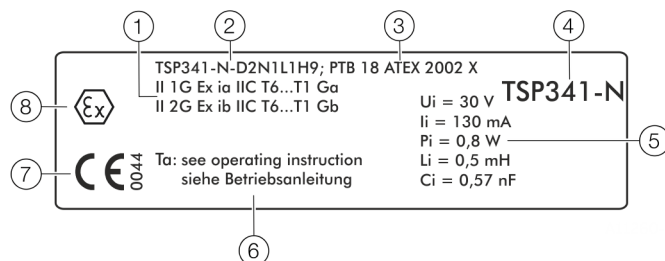 1 2 3 4
TSP341-N-D2N1L1H9; PTB 18 ATEX 2002 X
II 1G Ex ia IIC T6...T1 Ga
II 2G Ex ib IIC T6...T1 Gb
TSP341-N
Ui = 30 V
Ii = 130 mA
Pi = 0,8 W
Li = 0,5 mH
Ci = 0,57 nF
5
8
Ex
7
CE 0044
Ta: see operating instruction
siehe Betriebsanleitung
6